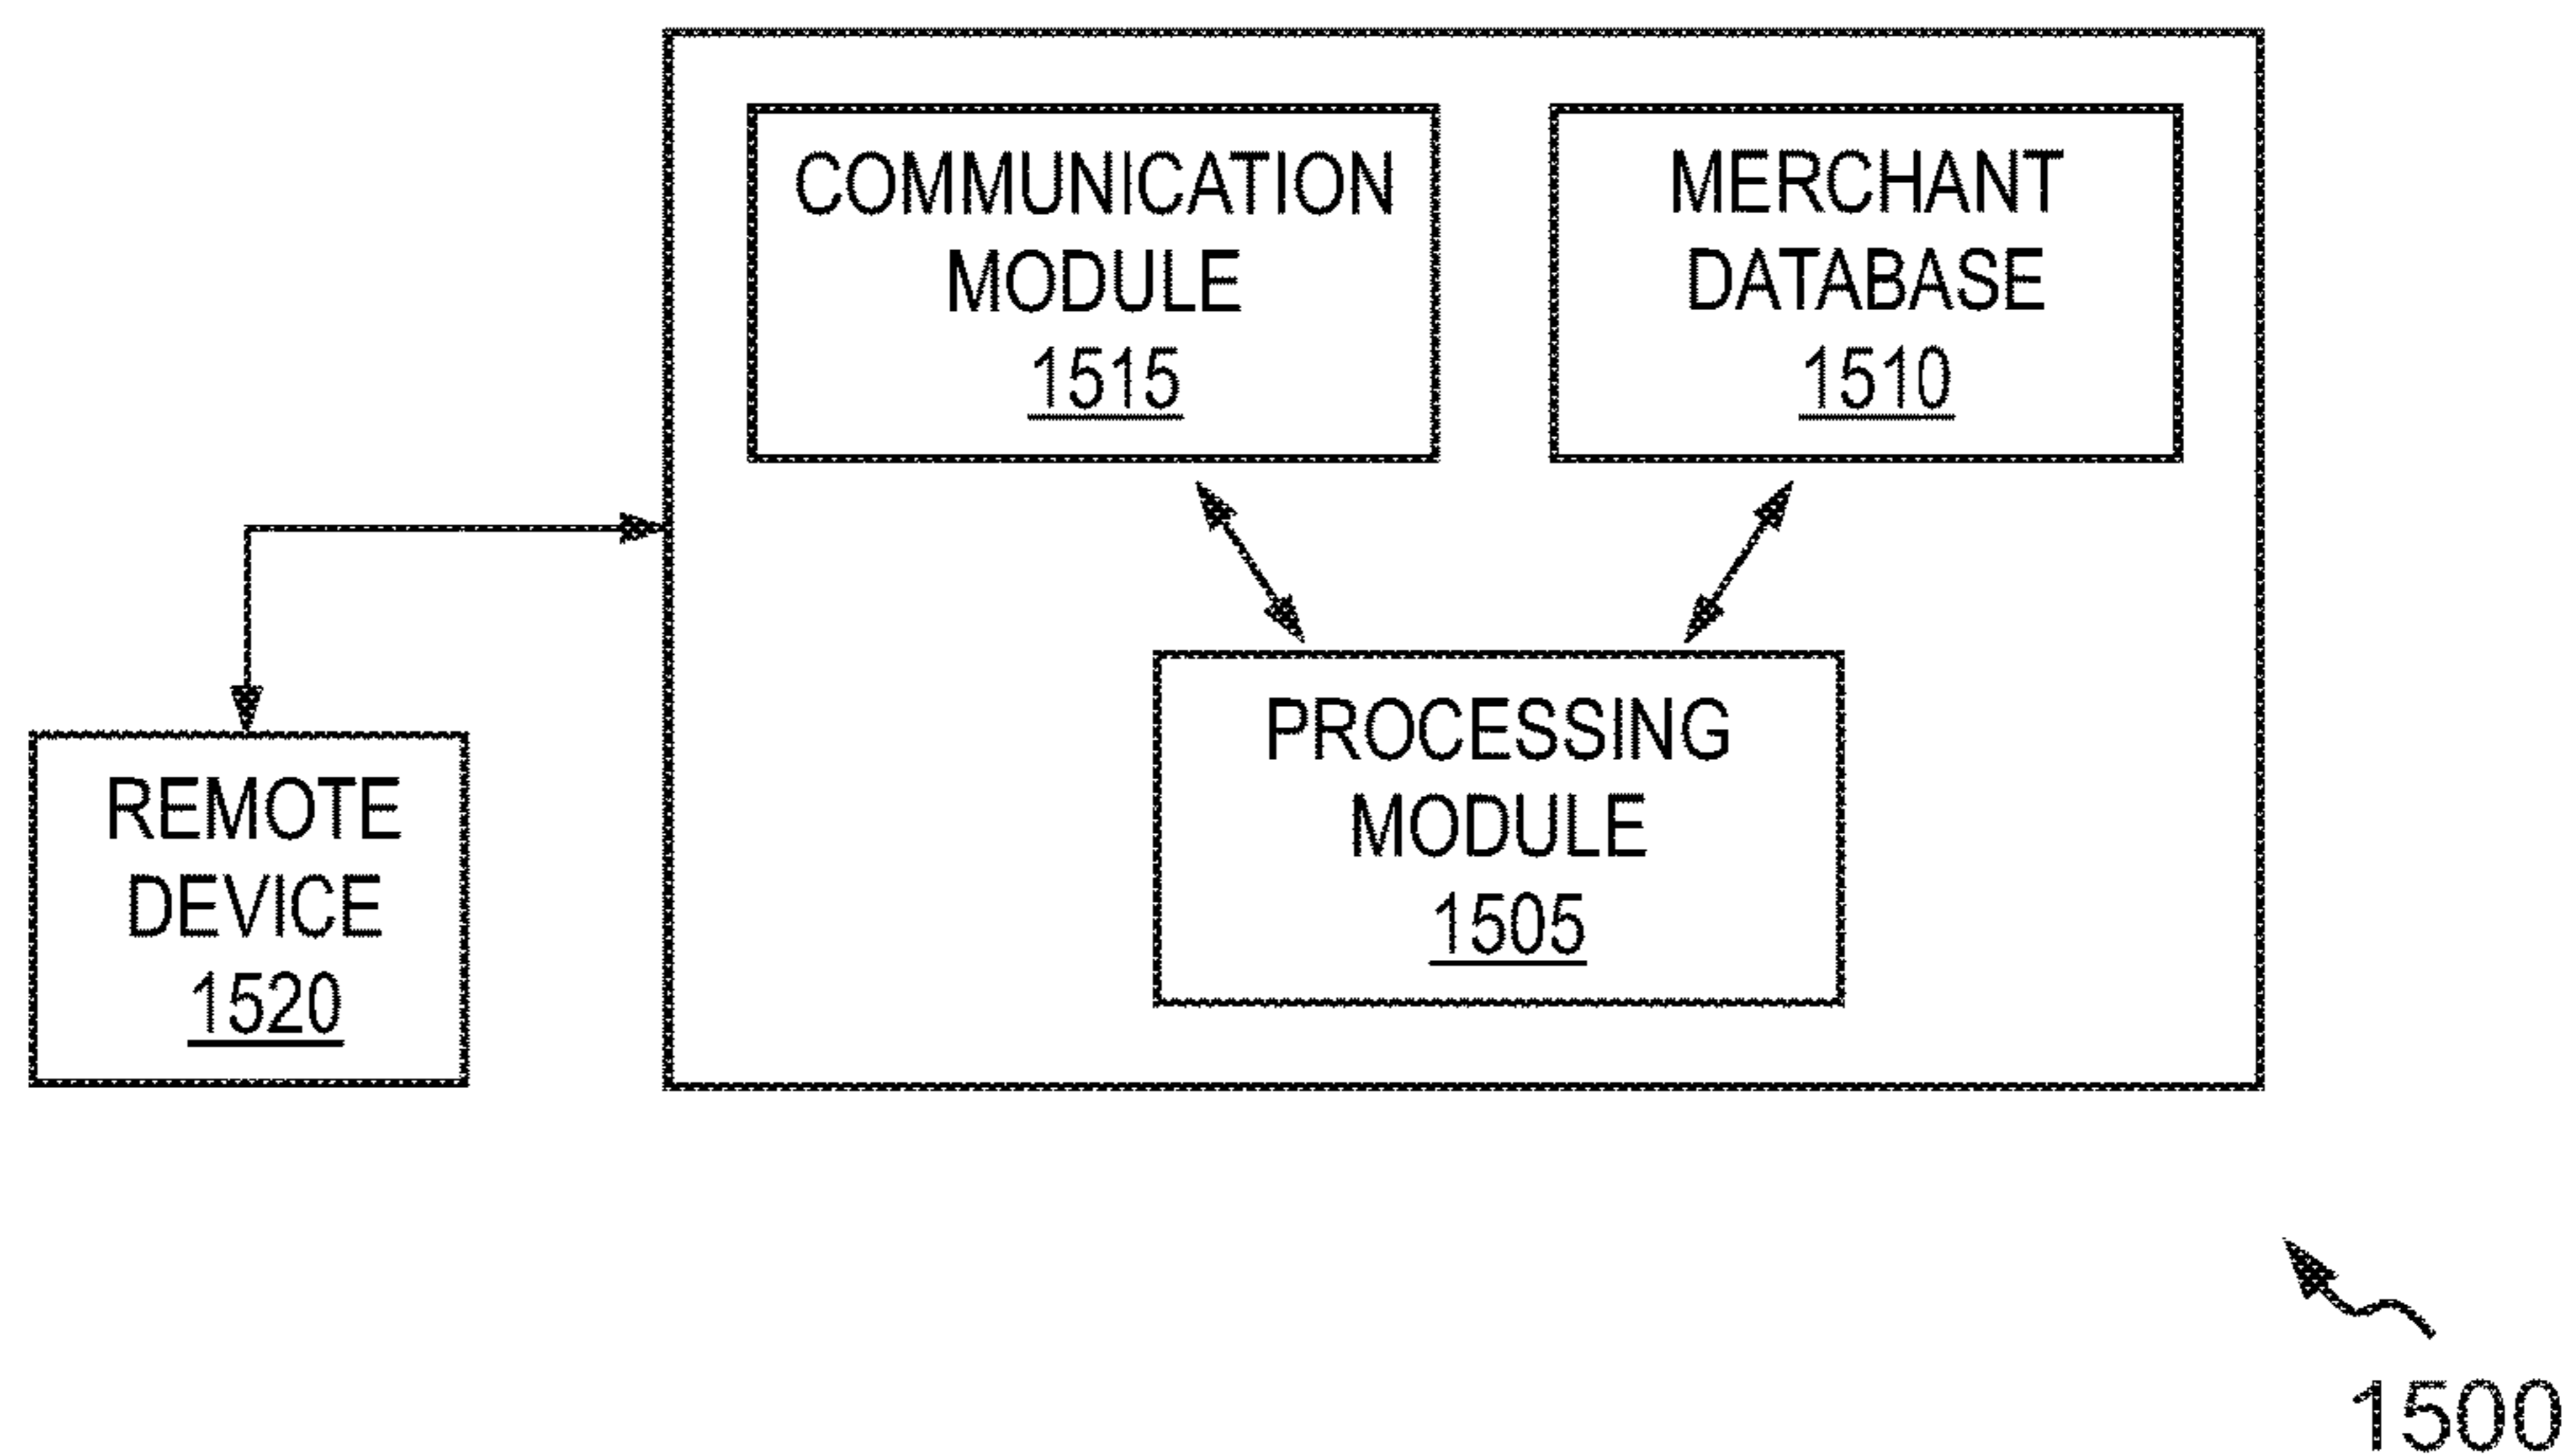 COMMUNICATION
MODULE
1515
MERCHANT
DATABASE
1510
PROCESSING
MODULE
1505
REMOTE
DEVICE
1520
1500